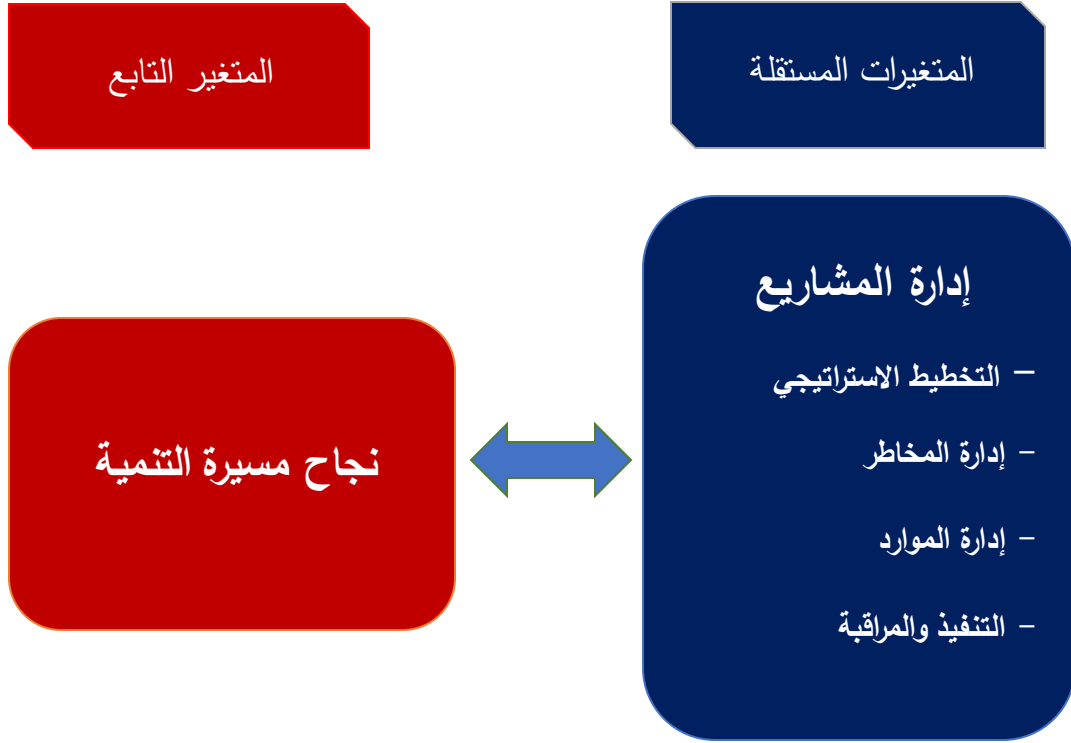 المتغيرات المستقلة
المتغير التابع
إدارة المشاريع
– التخطيط الاستراتيجي
– إدارة المخاطر
– إدارة الموارد
– التنفيذ والمراقبة
نجاح مسيرة التنمية